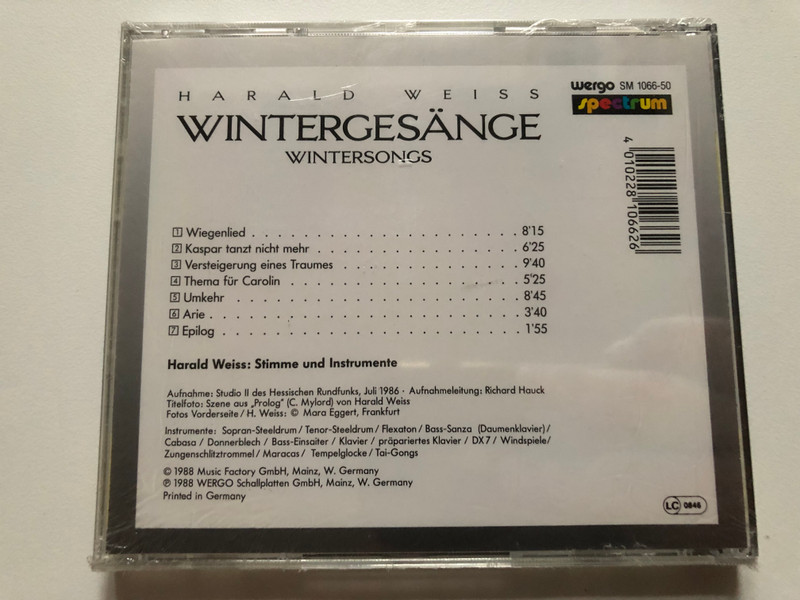 HARALD WEISS
WINTERGESÄNGE
WINTERSONGS
wergo SM 1066-50
spectrum
4 010228 106626
1 Wiegenlied . . . . . . . . . . . . . . . . . . . . . . . 8'15
2 Kaspar tanzt nicht mehr . . . . . . . . . . . . . . . . . 6'25
3 Versteigerung eines Traumes . . . . . . . . . . . . . . . 9'40
4 Thema für Carolin . . . . . . . . . . . . . . . . . . . . 5'25
5 Umkehr . . . . . . . . . . . . . . . . . . . . . . . . 8'45
6 Arie . . . . . . . . . . . . . . . . . . . . . . . . . . 3'40
7 Epilog . . . . . . . . . . . . . . . . . . . . . . . . . 1'55
Harald Weiss: Stimme und Instrumente
Aufnahme: Studio II des Hessischen Rundfunks, Juli 1986 · Aufnahmeleitung: Richard Hauck
Titelfoto: Szene aus „Prolog" (C. Mylord) von Harald Weiss
Fotos Vorderseite / H. Weiss: © Mara Eggert, Frankfurt
Instrumente: Sopran-Steeldrum / Tenor-Steeldrum / Flexaton / Bass-Sanza (Daumenklavier) /
Cabasa / Donnerblech / Bass-Einsaiter / Klavier / präpariertes Klavier / DX 7 / Windspiele/
Zungenschlitztrommel / Maracas / Tempelglocke / Tai-Gongs
© 1988 Music Factory GmbH, Mainz, W. Germany
℗ 1988 WERGO Schallplatten GmbH, Mainz, W. Germany
Printed in Germany
LC 0846